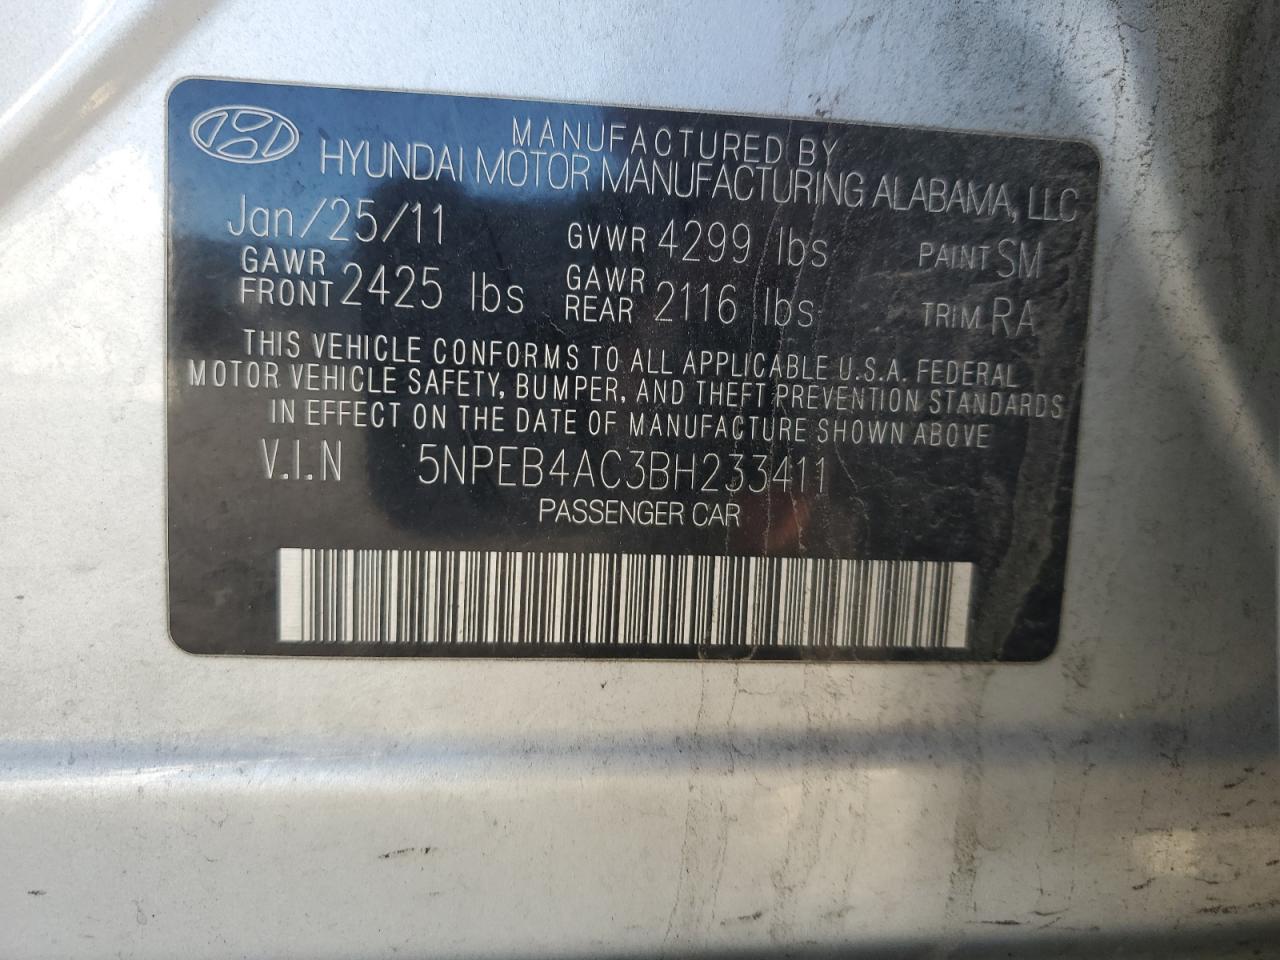 MANUFACTURED BY
HYUNDAI MOTOR MANUFACTURING ALABAMA, LLC
Jan/25/11 GVWR 4299 lbs PAINT SM
GAWR FRONT 2425 lbs GAWR REAR 2116 lbs TRIM RA
THIS VEHICLE CONFORMS TO ALL APPLICABLE U.S.A. FEDERAL
MOTOR VEHICLE SAFETY, BUMPER, AND THEFT PREVENTION STANDARDS
IN EFFECT ON THE DATE OF MANUFACTURE SHOWN ABOVE
V.I.N 5NPEB4AC3BH233411
PASSENGER CAR